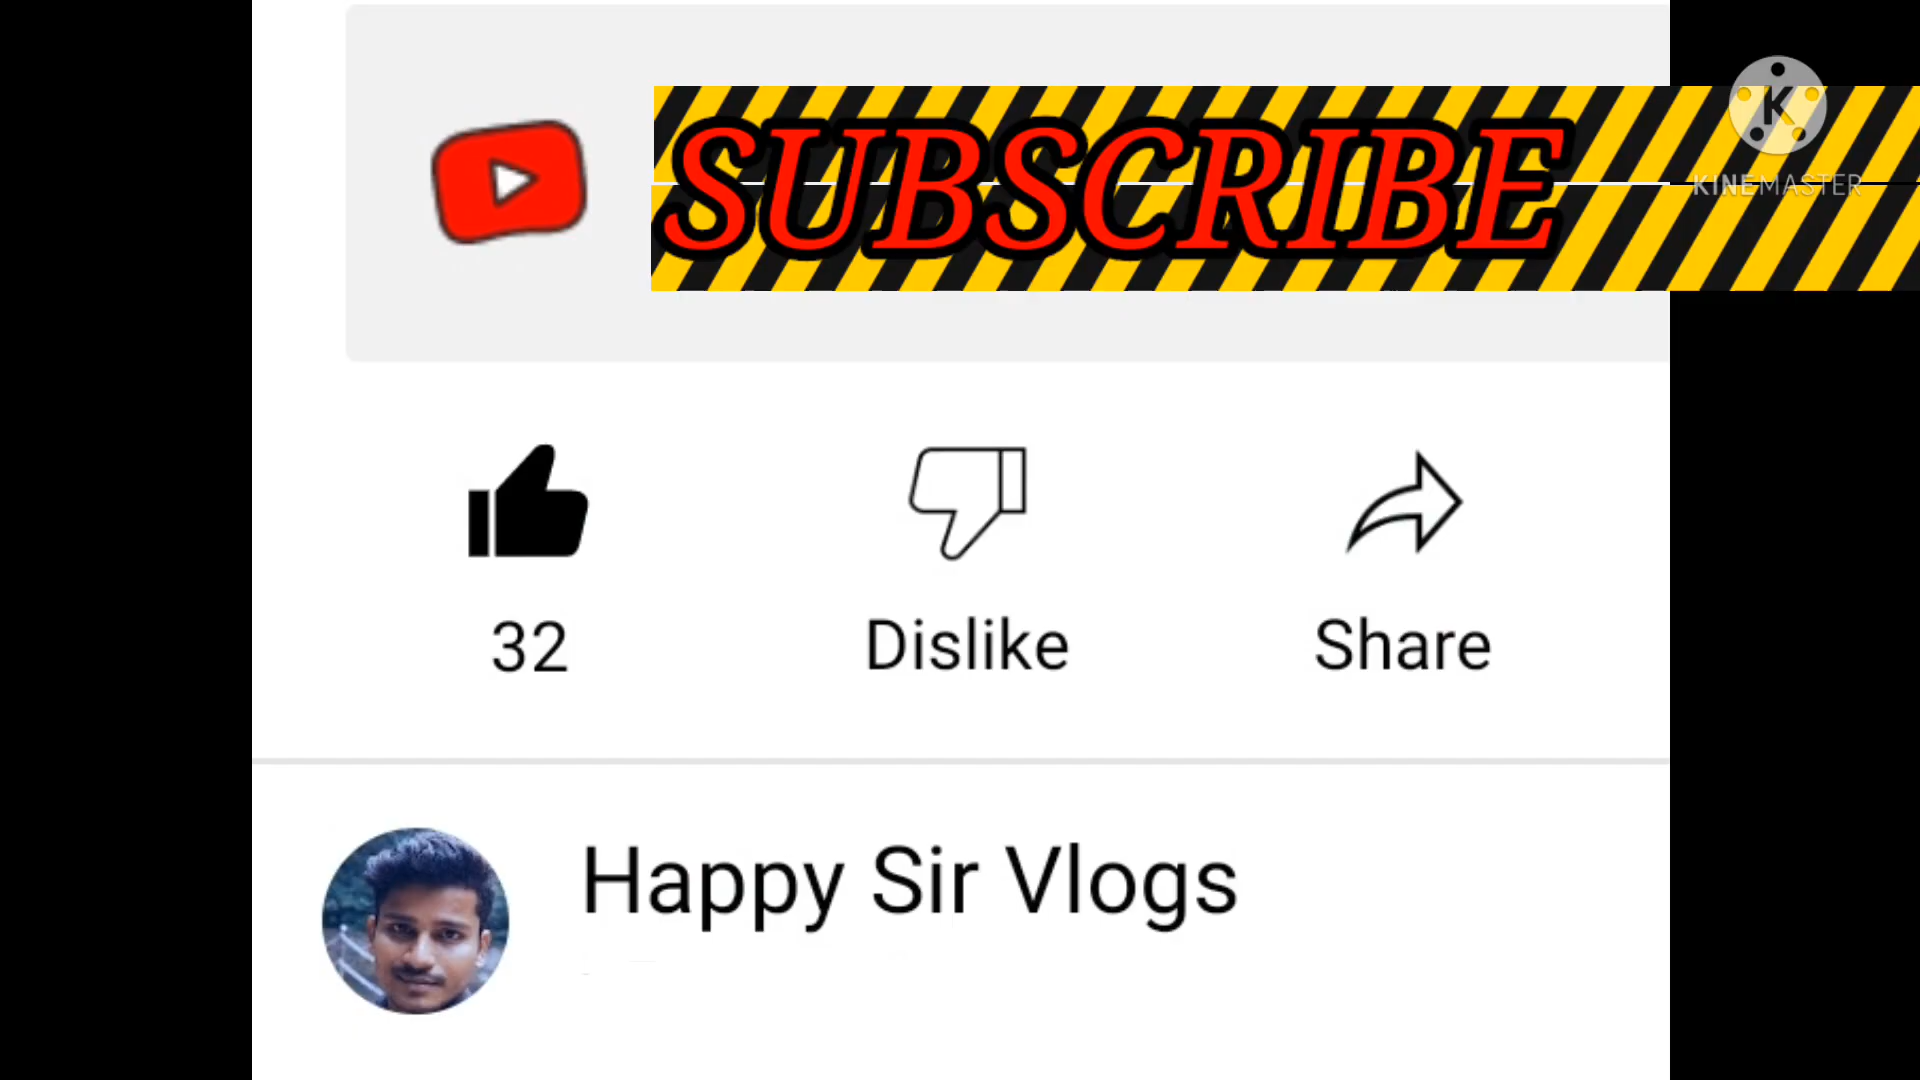 SUBSCRIBE
K
KINEMASTER
32
Dislike
Share
Happy Sir Vlogs